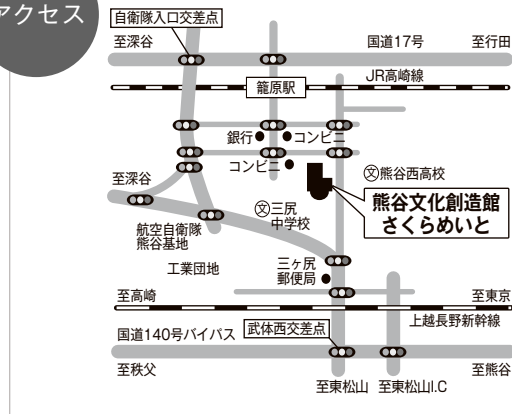 アクセス
自衛隊入口交差点
至深谷
国道17号
至行田
JR高崎線
籠原駅
銀行
コンビニ
コンビニ
至深谷
文熊谷西高校
熊谷文化創造館
さくらめいと
文三尻
中学校
航空自衛隊
熊谷基地
工業団地
三ヶ尻
郵便局
至高崎
至東京
上越長野新幹線
国道140号バイパス
武体西交差点
至秩父
至熊谷
至東松山
至東松山I.C